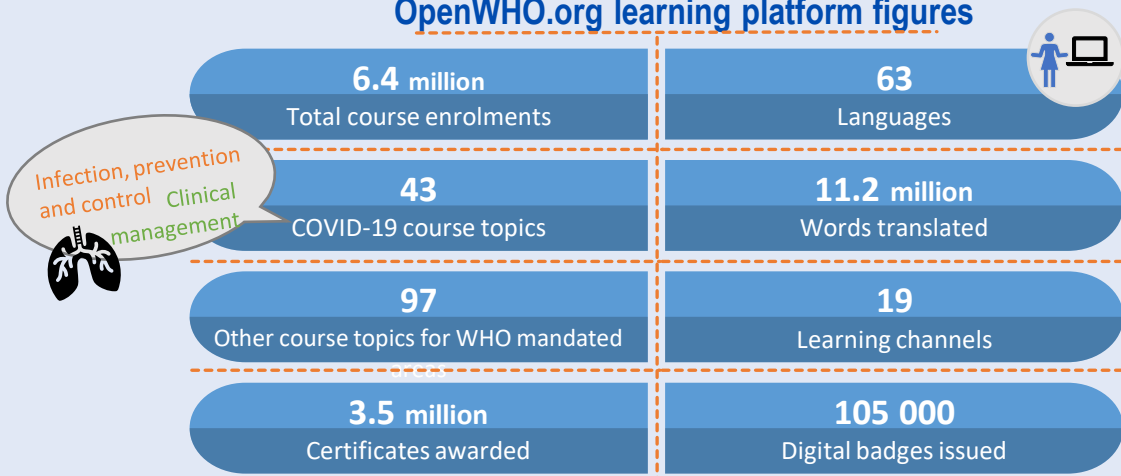 OpenWHO.org learning platform figures
6.4 million
Total course enrolments
63
Languages
Infection, prevention
and control Clinical
management
43
COVID-19 course topics
11.2 million
Words translated
97
Other course topics for WHO mandated
areas
19
Learning channels
3.5 million
Certificates awarded
105 000
Digital badges issued